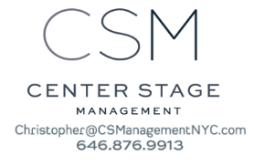 CSM
CENTER STAGE
MANAGEMENT
Christopher@CSManagementNYC.com
646.876.9913